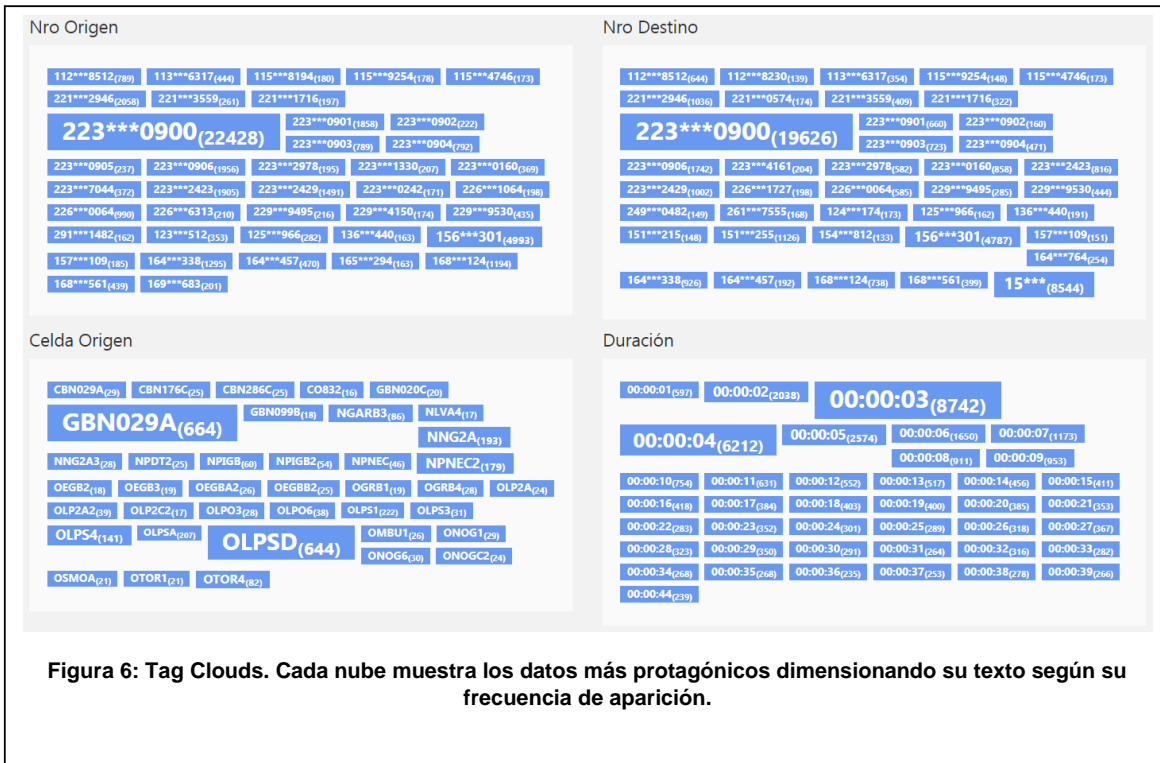 Nro Origen
112***8512(789) 113***6317(444) 115***8194(180) 115***9254(178) 115***4746(173)
221***2946(2058) 221***3559(261) 221***1716(197)
223***0900(22428) 223***0901(1858) 223***0902(222)
223***0903(789) 223***0904(792)
223***0905(237) 223***0906(1956) 223***2978(195) 223***1330(207) 223***0160(369)
223***7044(372) 223***2423(1905) 223***2429(1491) 223***0242(171) 226***1064(198)
226***0064(990) 226***6313(210) 229***9495(216) 229***4150(174) 229***9530(435)
291***1482(162) 123***512(353) 125***966(282) 136***440(163) 156***301(4993)
157***109(185) 164***338(1295) 164***457(470) 165***294(163) 168***124(1194)
168***561(439) 169***683(201)
Nro Destino
112***8512(644) 112***8230(139) 113***6317(354) 115***9254(148) 115***4746(173)
221***2946(1036) 221***0574(174) 221***3559(409) 221***1716(322)
223***0900(19626) 223***0901(660) 223***0902(160)
223***0903(723) 223***0904(471)
223***0906(1742) 223***4161(204) 223***2978(582) 223***0160(858) 223***2423(816)
223***2429(1002) 226***1727(198) 226***0064(585) 229***9495(285) 229***9530(444)
249***0482(149) 261***7555(168) 124***174(173) 125***966(162) 136***440(191)
151***215(148) 151***255(1126) 154***812(133) 156***301(4787) 157***109(151)
164***764(254)
164***338(926) 164***457(192) 168***124(738) 168***561(399) 15***(8544)
Celda Origen
CBN029A(29) CBN176C(25) CBN286C(25) CO832(16) GBN020C(20)
GBN029A(664) GBN099B(18) NGARB3(86) NLVA4(17)
NNG2A(193)
NNG2A3(28) NPDT2(25) NPIGB(60) NPIGB2(54) NPNEC(46) NPNEC2(179)
OEGB2(18) OEGB3(19) OEGBA2(26) OEGBB2(25) OGRB1(19) OGRB4(28) OLP2A(24)
OLP2A2(39) OLP2C2(17) OLPO3(28) OLPO6(38) OLPS1(222) OLPS3(31)
OLPS4(141) OLPSA(207) OLPSD(644) OMBU1(26) ONOG1(29)
ONOG6(30) ONOGC2(24)
OSMOA(21) OTOR1(21) OTOR4(82)
Duración
00:00:01(597) 00:00:02(2038) 00:00:03(8742)
00:00:04(6212) 00:00:05(2574) 00:00:06(1650) 00:00:07(1173)
00:00:08(911) 00:00:09(953)
00:00:10(754) 00:00:11(631) 00:00:12(552) 00:00:13(517) 00:00:14(456) 00:00:15(411)
00:00:16(418) 00:00:17(384) 00:00:18(403) 00:00:19(400) 00:00:20(385) 00:00:21(353)
00:00:22(283) 00:00:23(352) 00:00:24(301) 00:00:25(289) 00:00:26(318) 00:00:27(367)
00:00:28(323) 00:00:29(350) 00:00:30(291) 00:00:31(264) 00:00:32(316) 00:00:33(282)
00:00:34(268) 00:00:35(268) 00:00:36(235) 00:00:37(253) 00:00:38(278) 00:00:39(266)
00:00:44(239)
Figura 6: Tag Clouds. Cada nube muestra los datos más protagónicos dimensionando su texto según su
frecuencia de aparición.